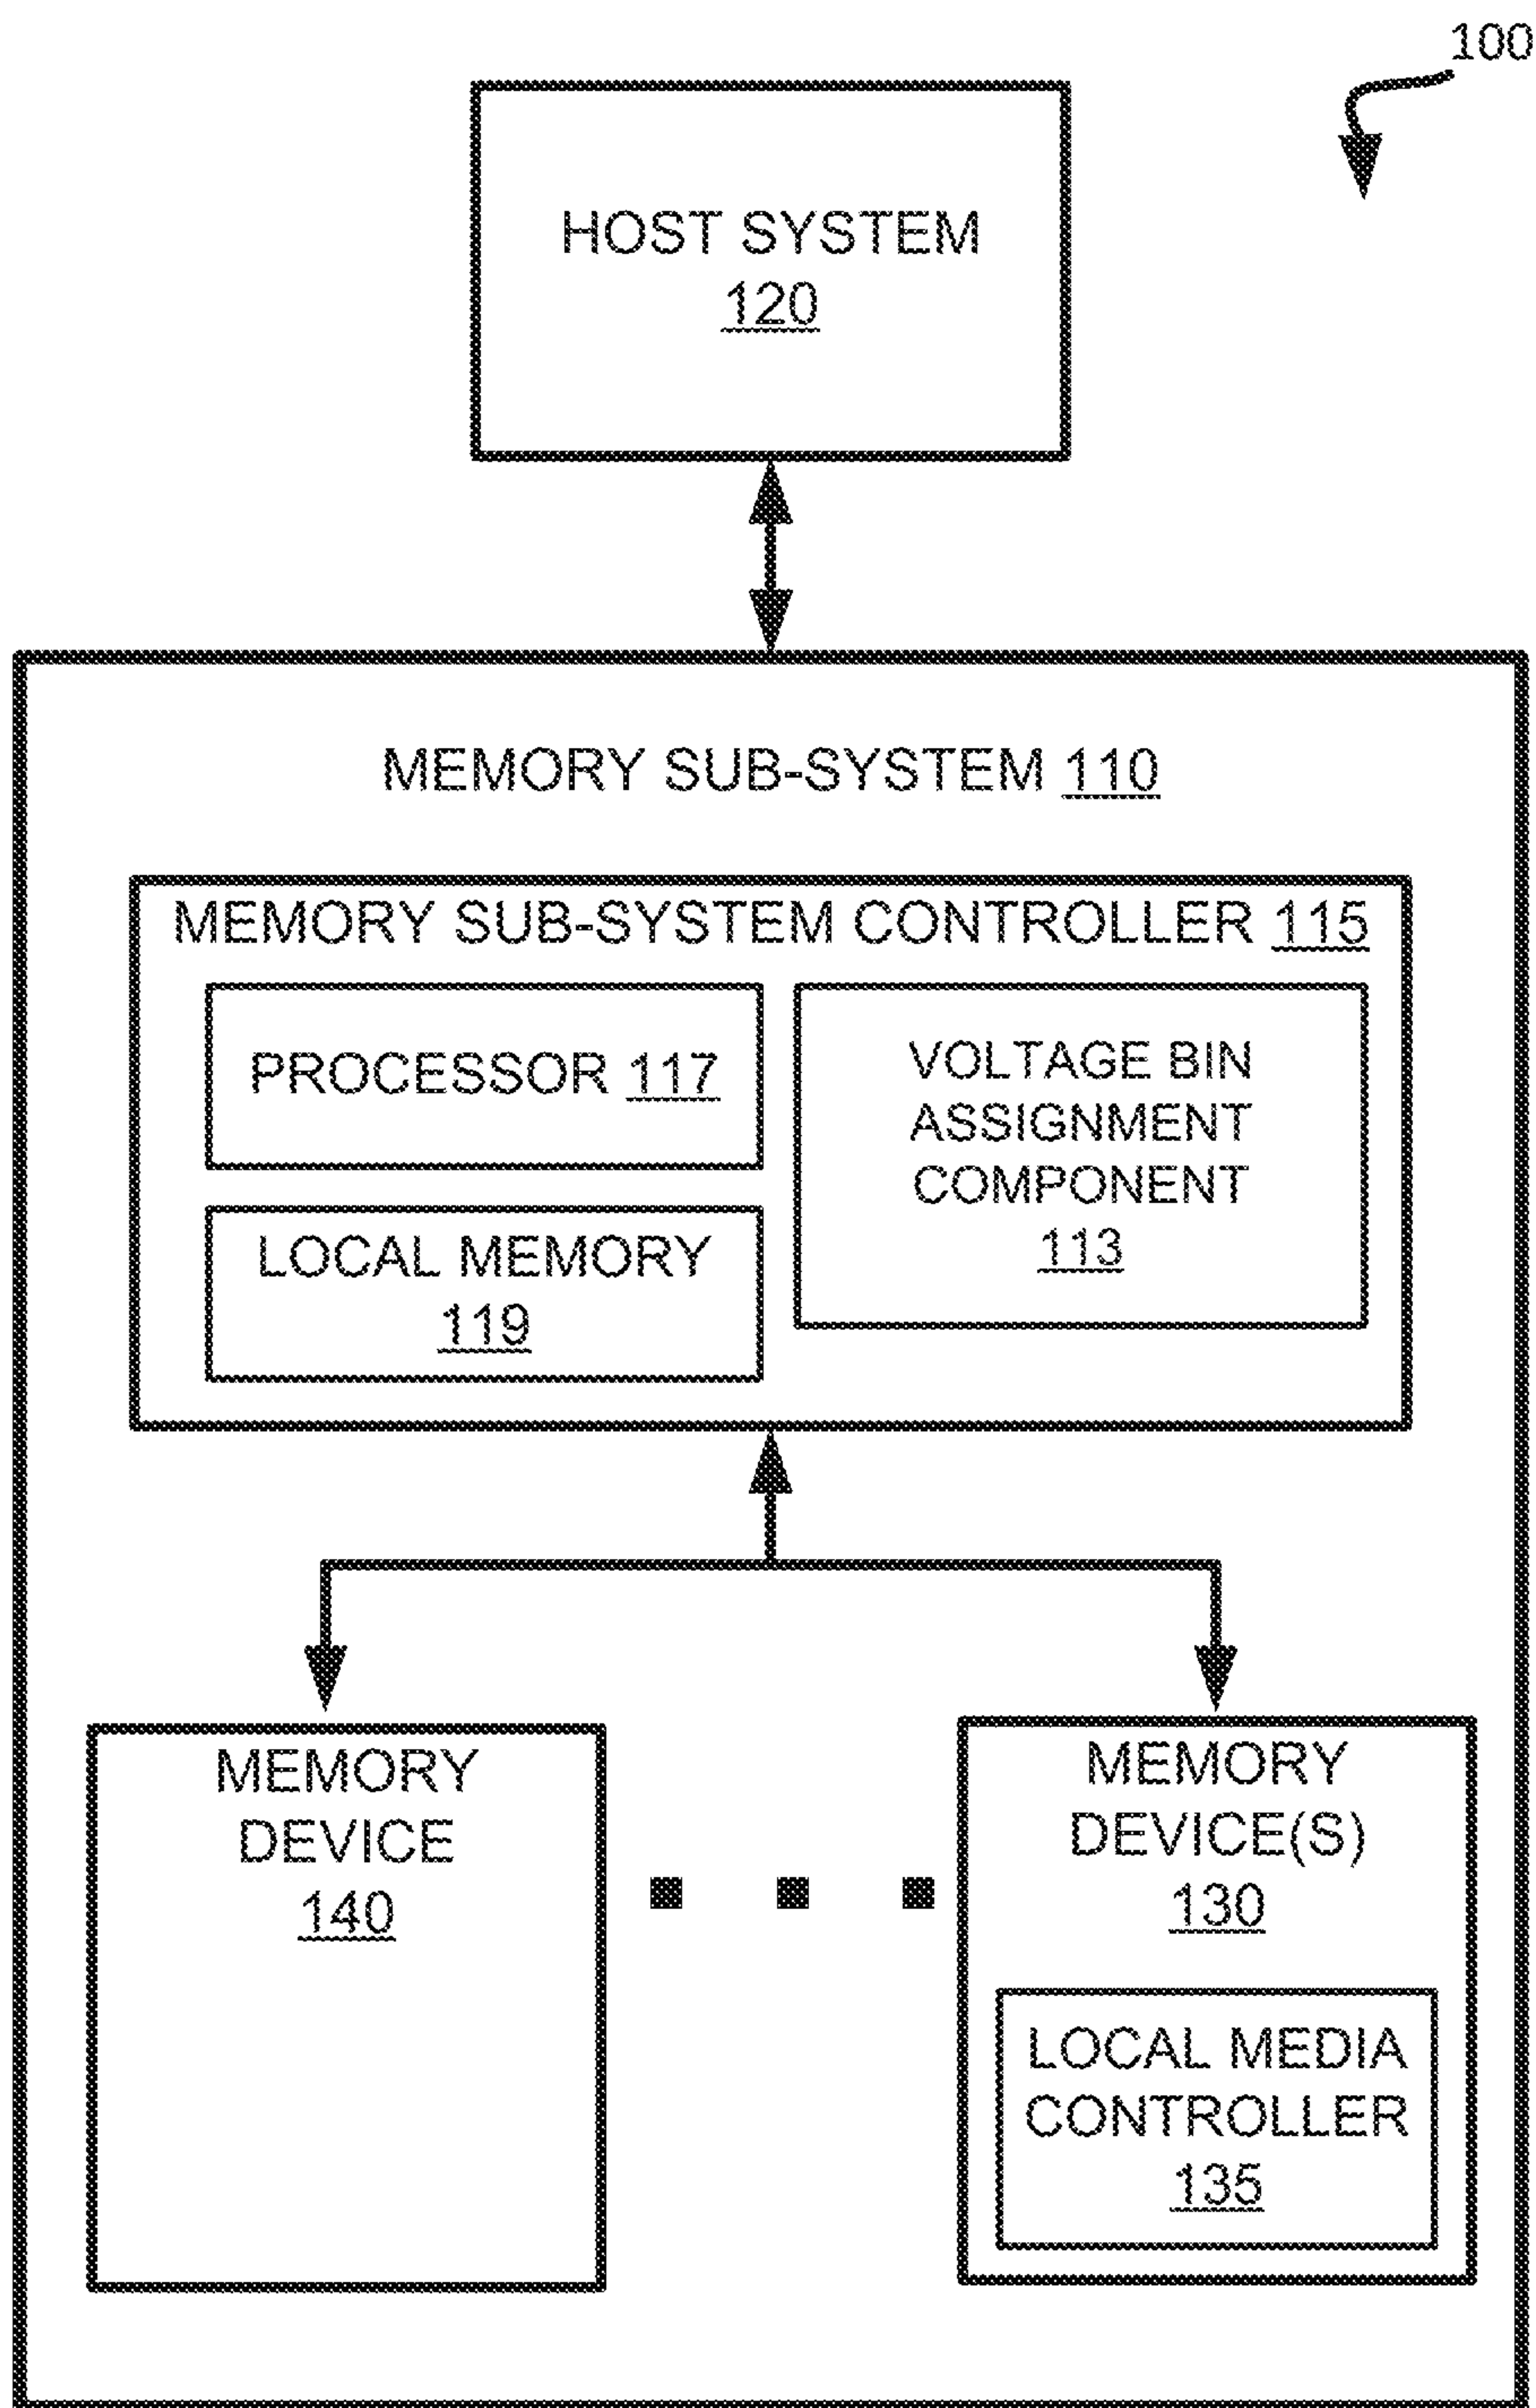 100
HOST SYSTEM
120
MEMORY SUB-SYSTEM 110
MEMORY SUB-SYSTEM CONTROLLER 115
PROCESSOR 117
LOCAL MEMORY
119
VOLTAGE BIN
ASSIGNMENT
COMPONENT
113
MEMORY
DEVICE
140
MEMORY
DEVICE(S)
130
LOCAL MEDIA
CONTROLLER
135